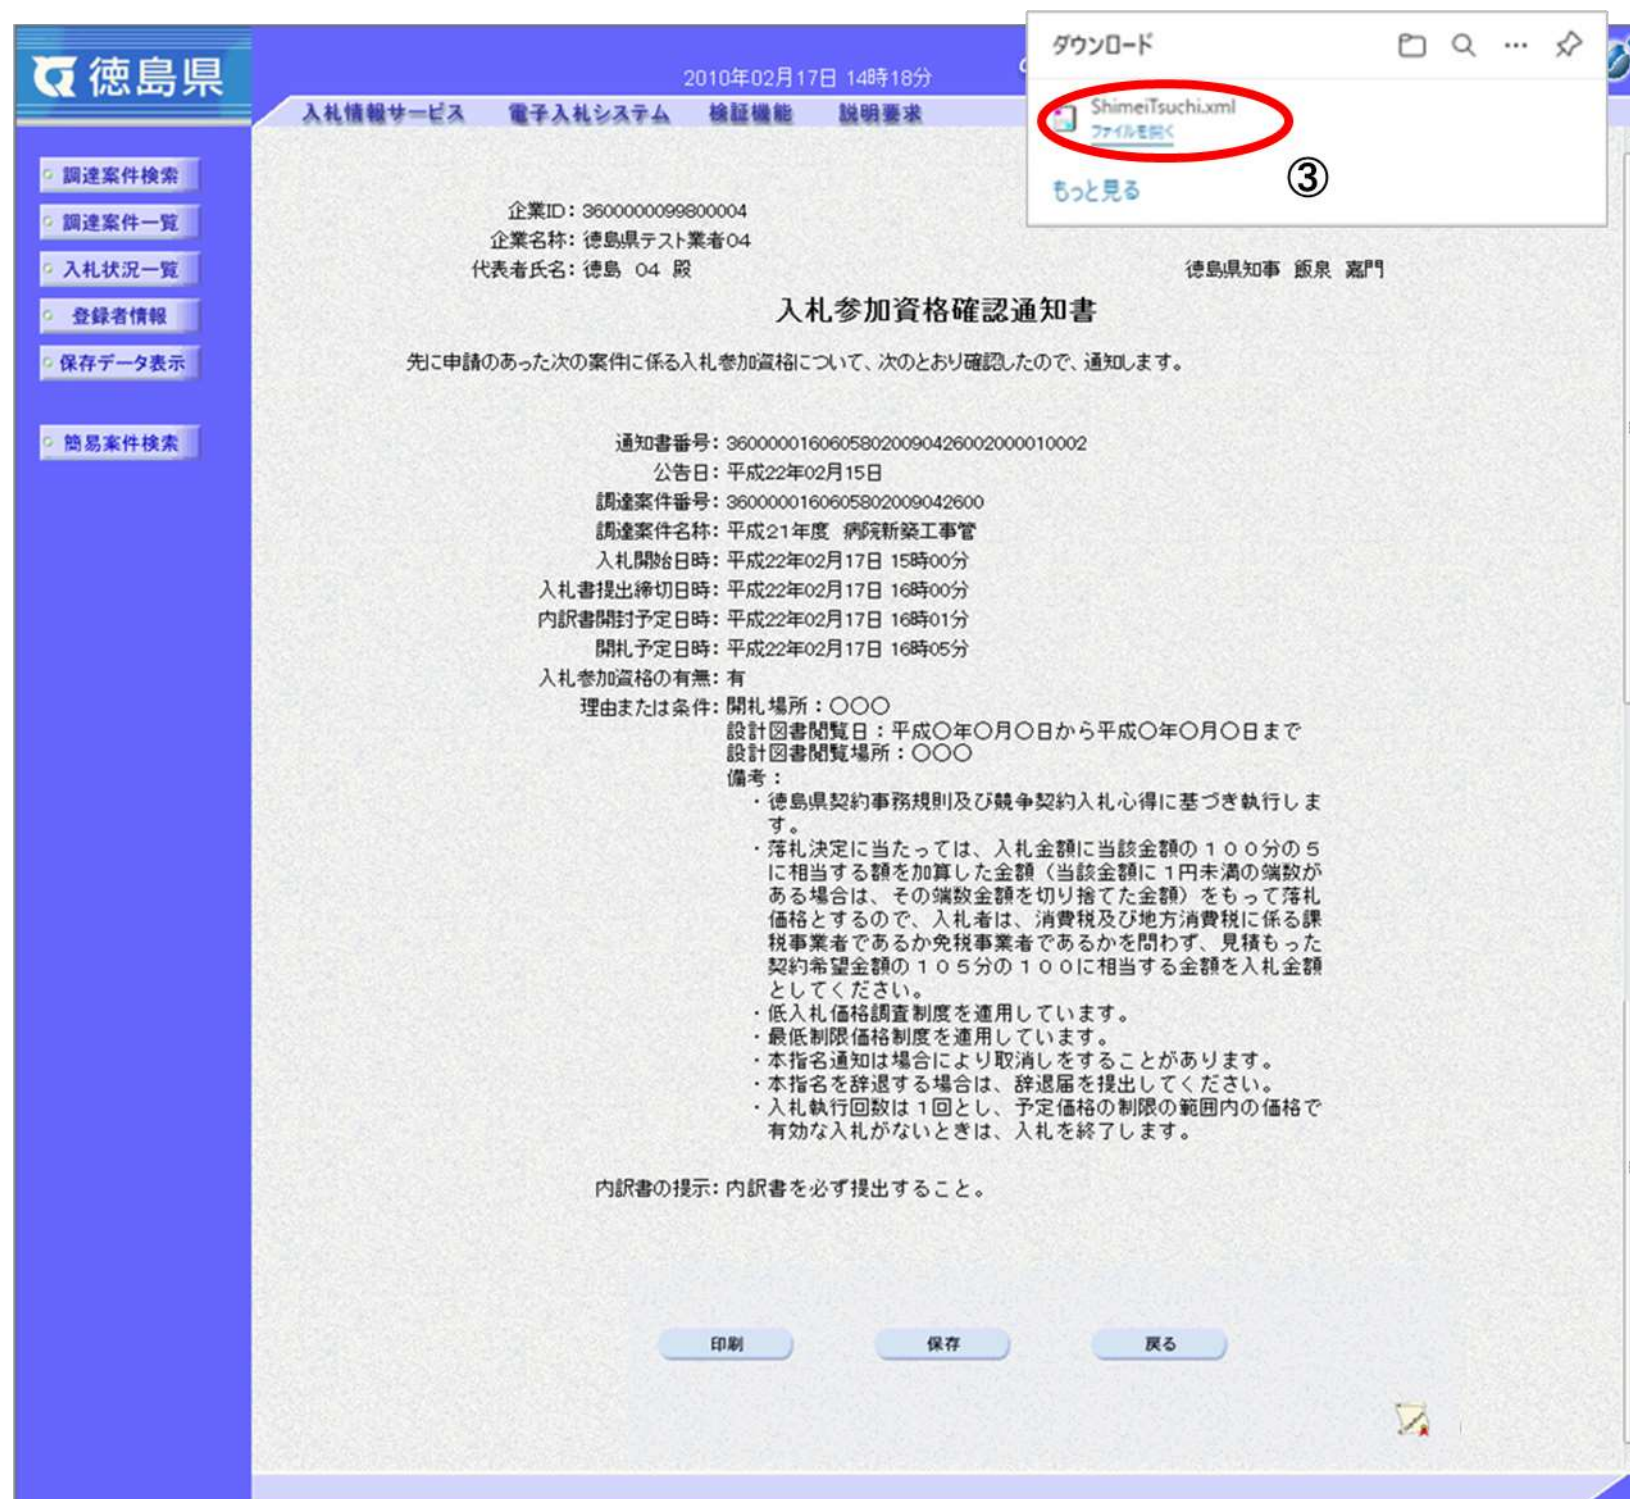 徳島県
2010年02月17日 14時18分
入札情報サービス 電子入札システム 検証機能 説明要求
ダウンロード
ShimeiTsuchi.xml
ファイルを開く
もっと見る
③
調達案件検索
調達案件一覧
入札状況一覧
登録者情報
保存データ表示
簡易案件検索
企業ID：3600000099800004
企業名称：徳島県テスト業者04
代表者氏名：徳島 04 殿
徳島県知事 飯泉 嘉門
入札参加資格確認通知書
先に申請のあった次の案件に係る入札参加資格について、次のとおり確認したので、通知します。
通知書番号：36000001606058020090426002000010002
公告日：平成22年02月15日
調達案件番号：3600000160605802009042600
調達案件名称：平成21年度 病院新築工事管
入札開始日時：平成22年02月17日 15時00分
入札書提出締切日時：平成22年02月17日 16時00分
内訳書開封予定日時：平成22年02月17日 16時01分
開札予定日時：平成22年02月17日 16時05分
入札参加資格の有無：有
理由または条件：開札場所：〇〇〇
設計図書閲覧日：平成〇年〇月〇日から平成〇年〇月〇日まで
設計図書閲覧場所：〇〇〇
備考：
・徳島県契約事務規則及び競争契約入札心得に基づき執行しま
す。
・落札決定に当たっては、入札金額に当該金額の１００分の５
に相当する額を加算した金額（当該金額に１円未満の端数が
ある場合は、その端数金額を切り捨てた金額）をもって落札
価格とするので、入札者は、消費税及び地方消費税に係る課
税事業者であるか免税事業者であるかを問わず、見積もった
契約希望金額の１０５分の１００に相当する金額を入札金額
としてください。
・低入札価格調査制度を適用しています。
・最低制限価格制度を適用しています。
・本指名通知は場合により取消しをすることがあります。
・本指名を辞退する場合は、辞退届を提出してください。
・入札執行回数は１回とし、予定価格の制限の範囲内の価格で
有効な入札がないときは、入札を終了します。
内訳書の提示：内訳書を必ず提出すること。
印刷 保存 戻る